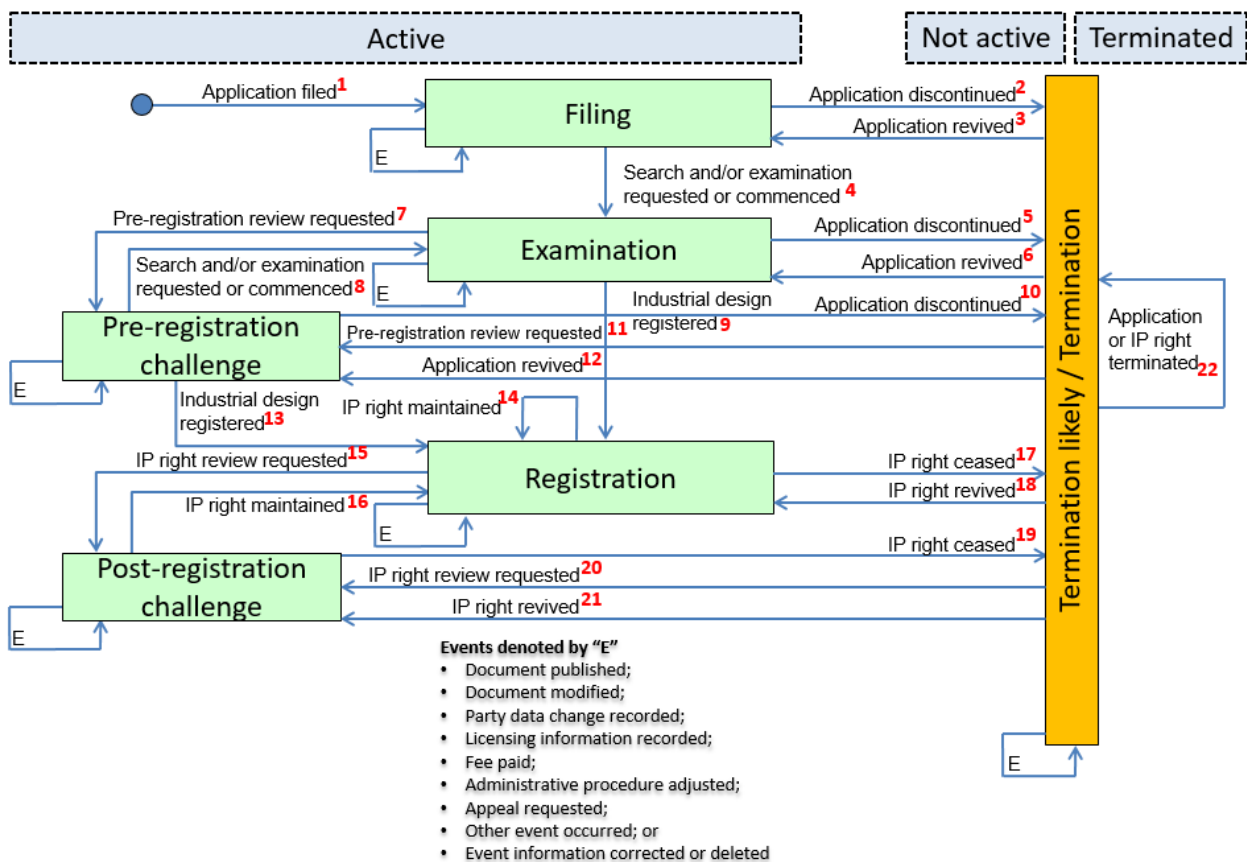 Active
Not active
Terminated
Application filed1
Filing
Application discontinued2
Application revived3
E
Search and/or examination
requested or commenced 4
Pre-registration review requested7
Examination
Application discontinued5
Application revived6
Search and/or examination
requested or commenced8
E
Industrial design
registered9
Application discontinued10
Pre-registration
challenge
Pre-registration review requested11
Application revived12
Application
or IP right
terminated22
E
Industrial design
registered13
IP right maintained14
IP right review requested15
Registration
IP right ceased17
IP right revived18
IP right maintained16
E
IP right ceased19
Post-registration
challenge
IP right review requested20
IP right revived21
E
Termination likely / Termination
E
Events denoted by “E”
• Document published;
• Document modified;
• Party data change recorded;
• Licensing information recorded;
• Fee paid;
• Administrative procedure adjusted;
• Appeal requested;
• Other event occurred; or
• Event information corrected or deleted